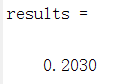 results =
0.2030